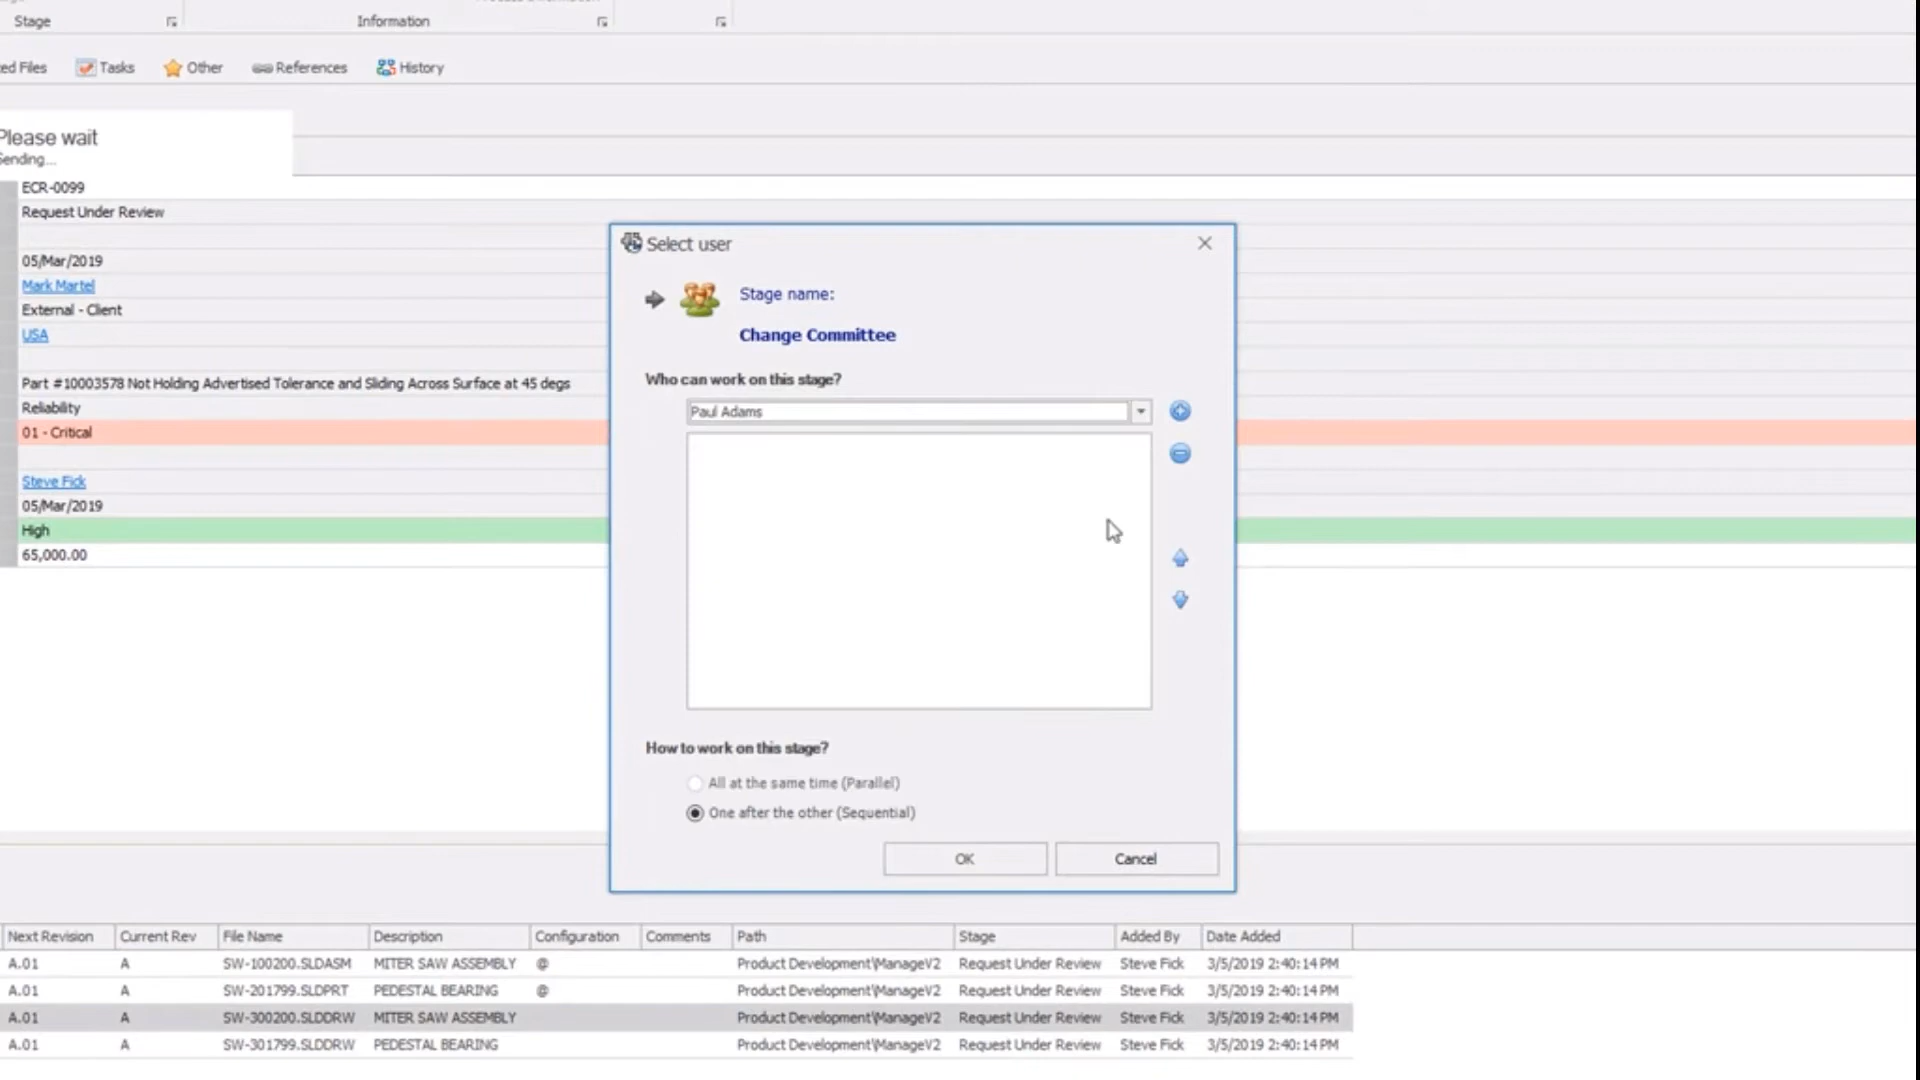 Stage
Information
ed Files
Tasks
Other
References
History
Please wait
Sending...
ECR-0099
Request Under Review
05/Mar/2019
Mark Martel
External - Client
USA
Part #10003578 Not Holding Advertised Tolerance and Sliding Across Surface at 45 degs
Reliability
01 - Critical
Steve Fick
05/Mar/2019
High
65,000.00
Select user
Stage name:
Change Committee
Who can work on this stage?
Paul Adams
How to work on this stage?
All at the same time (Parallel)
One after the other (Sequential)
OK Cancel
Next Revision Current Rev File Name Description Configuration Comments Path Stage Added By Date Added
A.01 A SW-100200.SLDASM MITER SAW ASSEMBLY @ Product Development\ManageV2 Request Under Review Steve Fick 3/5/2019 2:40:14 PM
A.01 A SW-201799.SLDPRT PEDESTAL BEARING @ Product Development\ManageV2 Request Under Review Steve Fick 3/5/2019 2:40:14 PM
A.01 A SW-300200.SLDDRW MITER SAW ASSEMBLY Product Development\ManageV2 Request Under Review Steve Fick 3/5/2019 2:40:14 PM
A.01 A SW-301799.SLDDRW PEDESTAL BEARING Product Development\ManageV2 Request Under Review Steve Fick 3/5/2019 2:40:14 PM